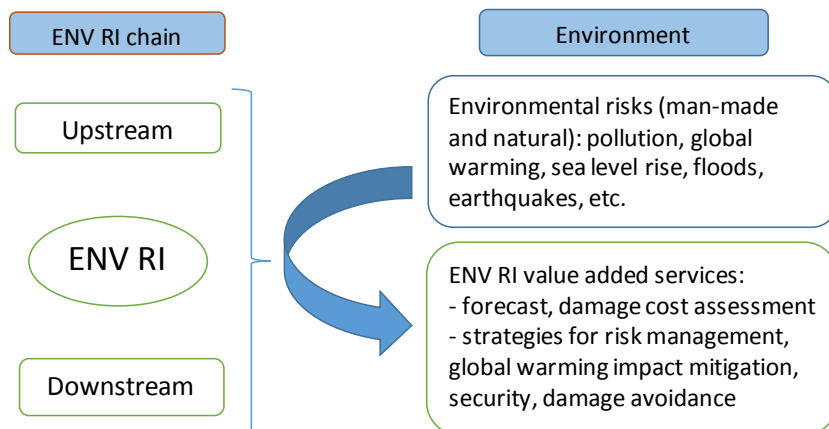 ENV RI chain
Environment
Upstream
ENV RI
Downstream
Environmental risks (man-made
and natural): pollution, global
warming, sea level rise, floods,
earthquakes, etc.
ENV RI value added services:
- forecast, damage cost assessment
- strategies for risk management,
global warming impact mitigation,
security, damage avoidance